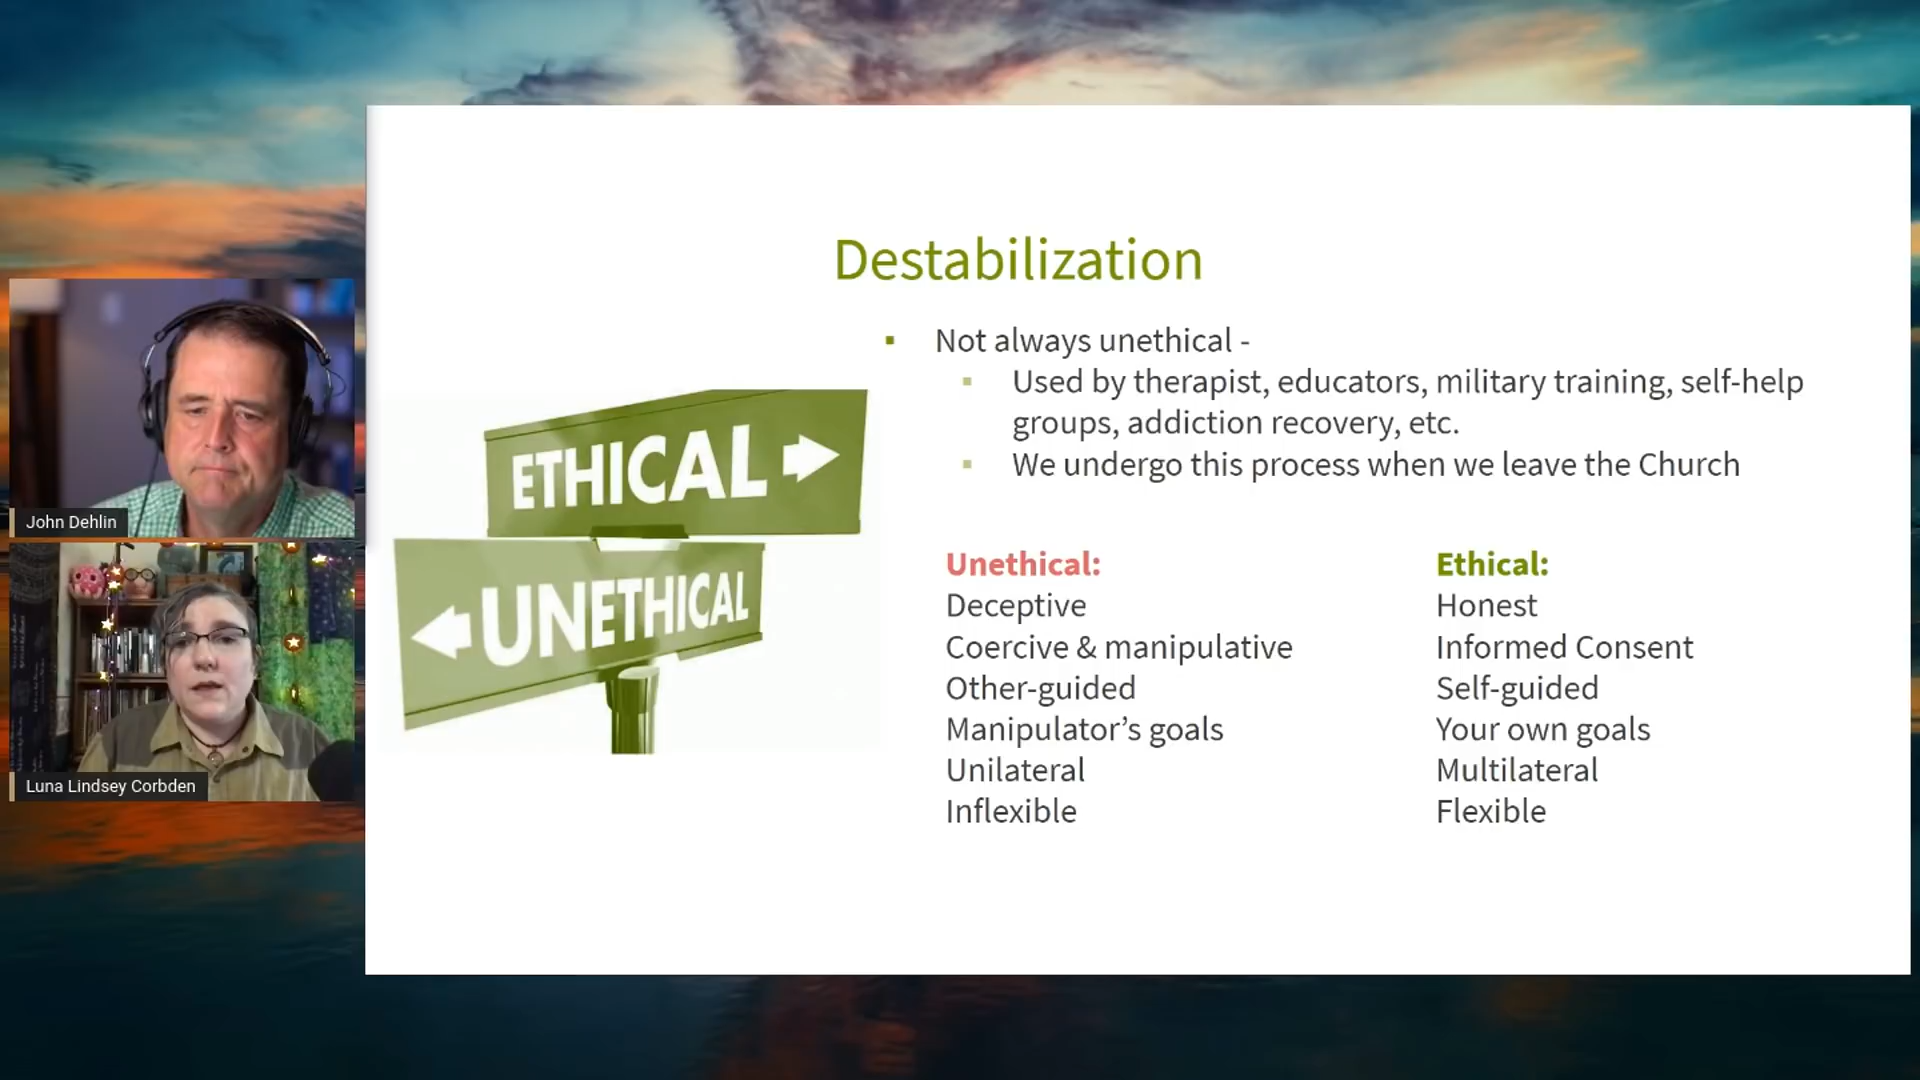 Destabilization
Not always unethical -
Used by therapist, educators, military training, self-help
groups, addiction recovery, etc.
We undergo this process when we leave the Church
ETHICAL
UNETHICAL
Unethical:
Deceptive
Coercive & manipulative
Other-guided
Manipulator’s goals
Unilateral
Inflexible
Ethical:
Honest
Informed Consent
Self-guided
Your own goals
Multilateral
Flexible
John Dehlin
Luna Lindsey Corbden